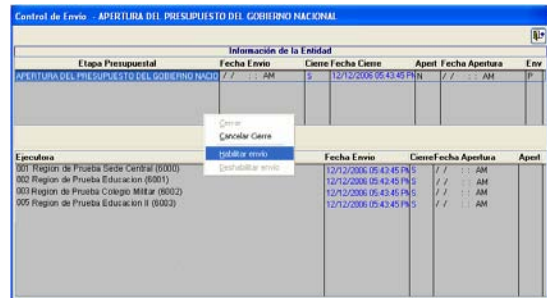 Control de Envio - APERTURA DEL PRESUPUESTO DEL GOBIERNO NACIONAL
Información de la Entidad
Etapa Presupuestal Fecha Envio Cierre Fecha Cierre Apert Fecha Apertura Env
APERTURA DEL PRESUPUESTO DEL GOBIERNO NACIO / / : : AM S 12/12/2006 05:43:45 PM N / / : : AM P
Cerrar
Cancelar Cierre
Habilitar envio
Deshabilitar envio
Ejecutora Fecha Envio Cierre Fecha Apertura Apert
001 Region de Prueba Sede Central (6000) 12/12/2006 05:43:45 PM S / / : : AM
002 Region de Prueba Educacion (6001) 12/12/2006 05:43:45 PM S / / : : AM
003 Region de Prueba Colegio Militar (6002) 12/12/2006 05:43:45 PM S / / : : AM
005 Region de Prueba Educacion II (6003) 12/12/2006 05:43:45 PM S / / : : AM